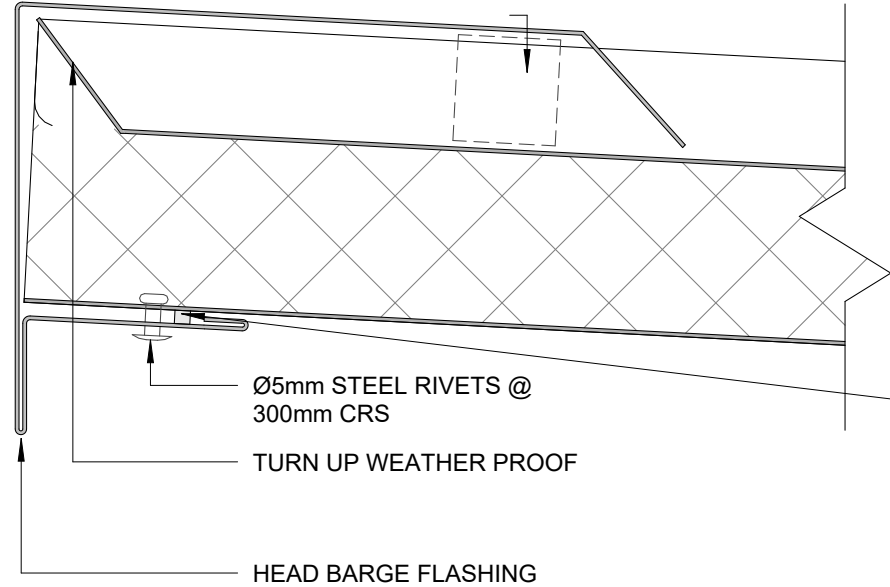 Ø5mm STEEL RIVETS @
300mm CRS
TURN UP WEATHER PROOF
HEAD BARGE FLASHING